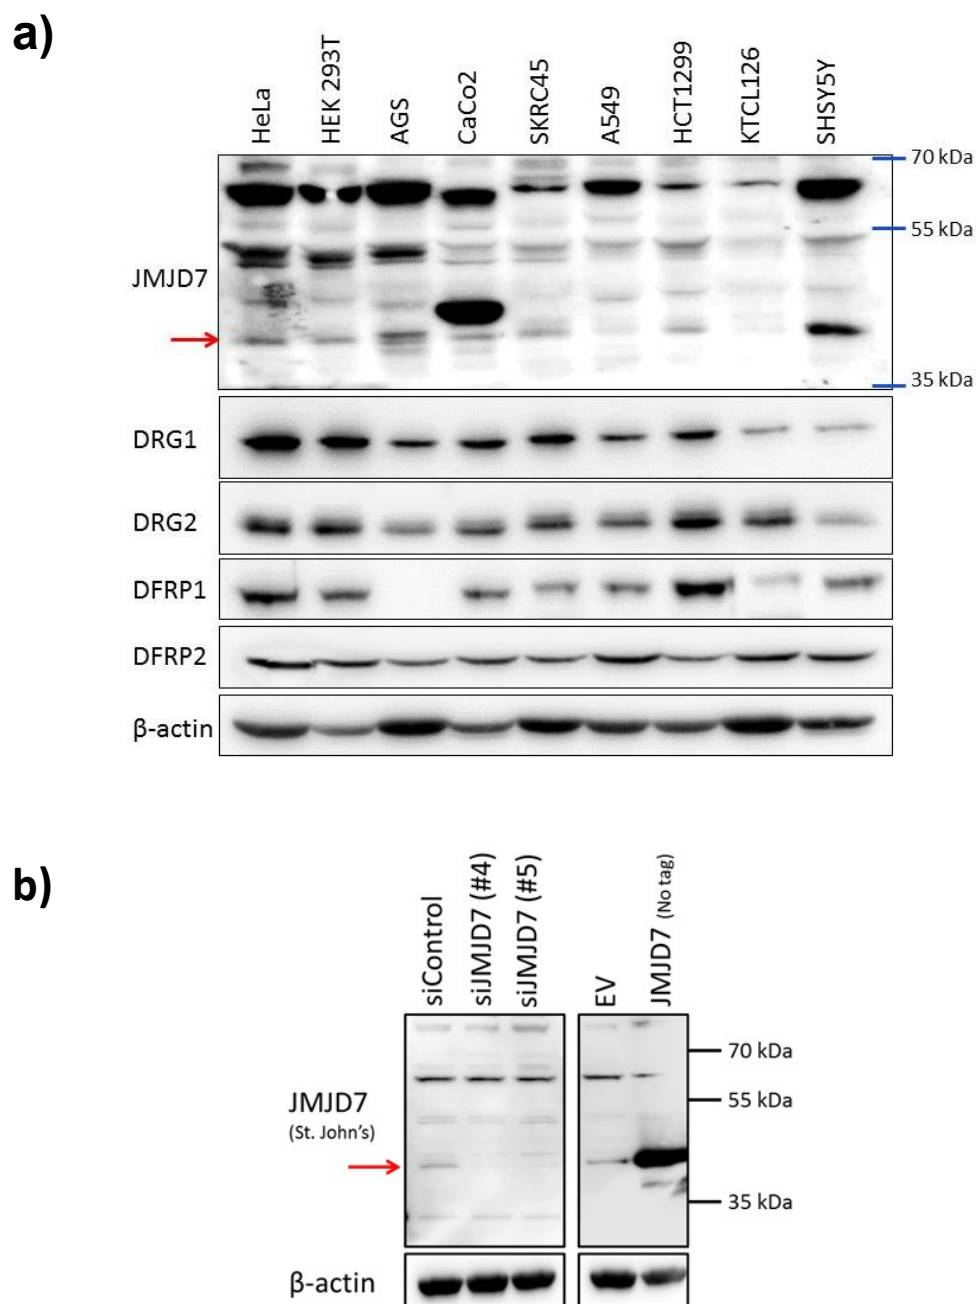 a)
HeLa
HEK 293T
AGS
CaCo2
SKRC45
A549
HCT1299
KTCL126
SHSY5Y
70 kDa
55 kDa
JMJD7
35 kDa
DRG1
DRG2
DFRP1
DFRP2
β-actin
b)
siControl
siJMJD7 (#4)
siJMJD7 (#5)
EV
JMJD7 (No tag)
70 kDa
55 kDa
JMJD7
(St. John's)
35 kDa
β-actin